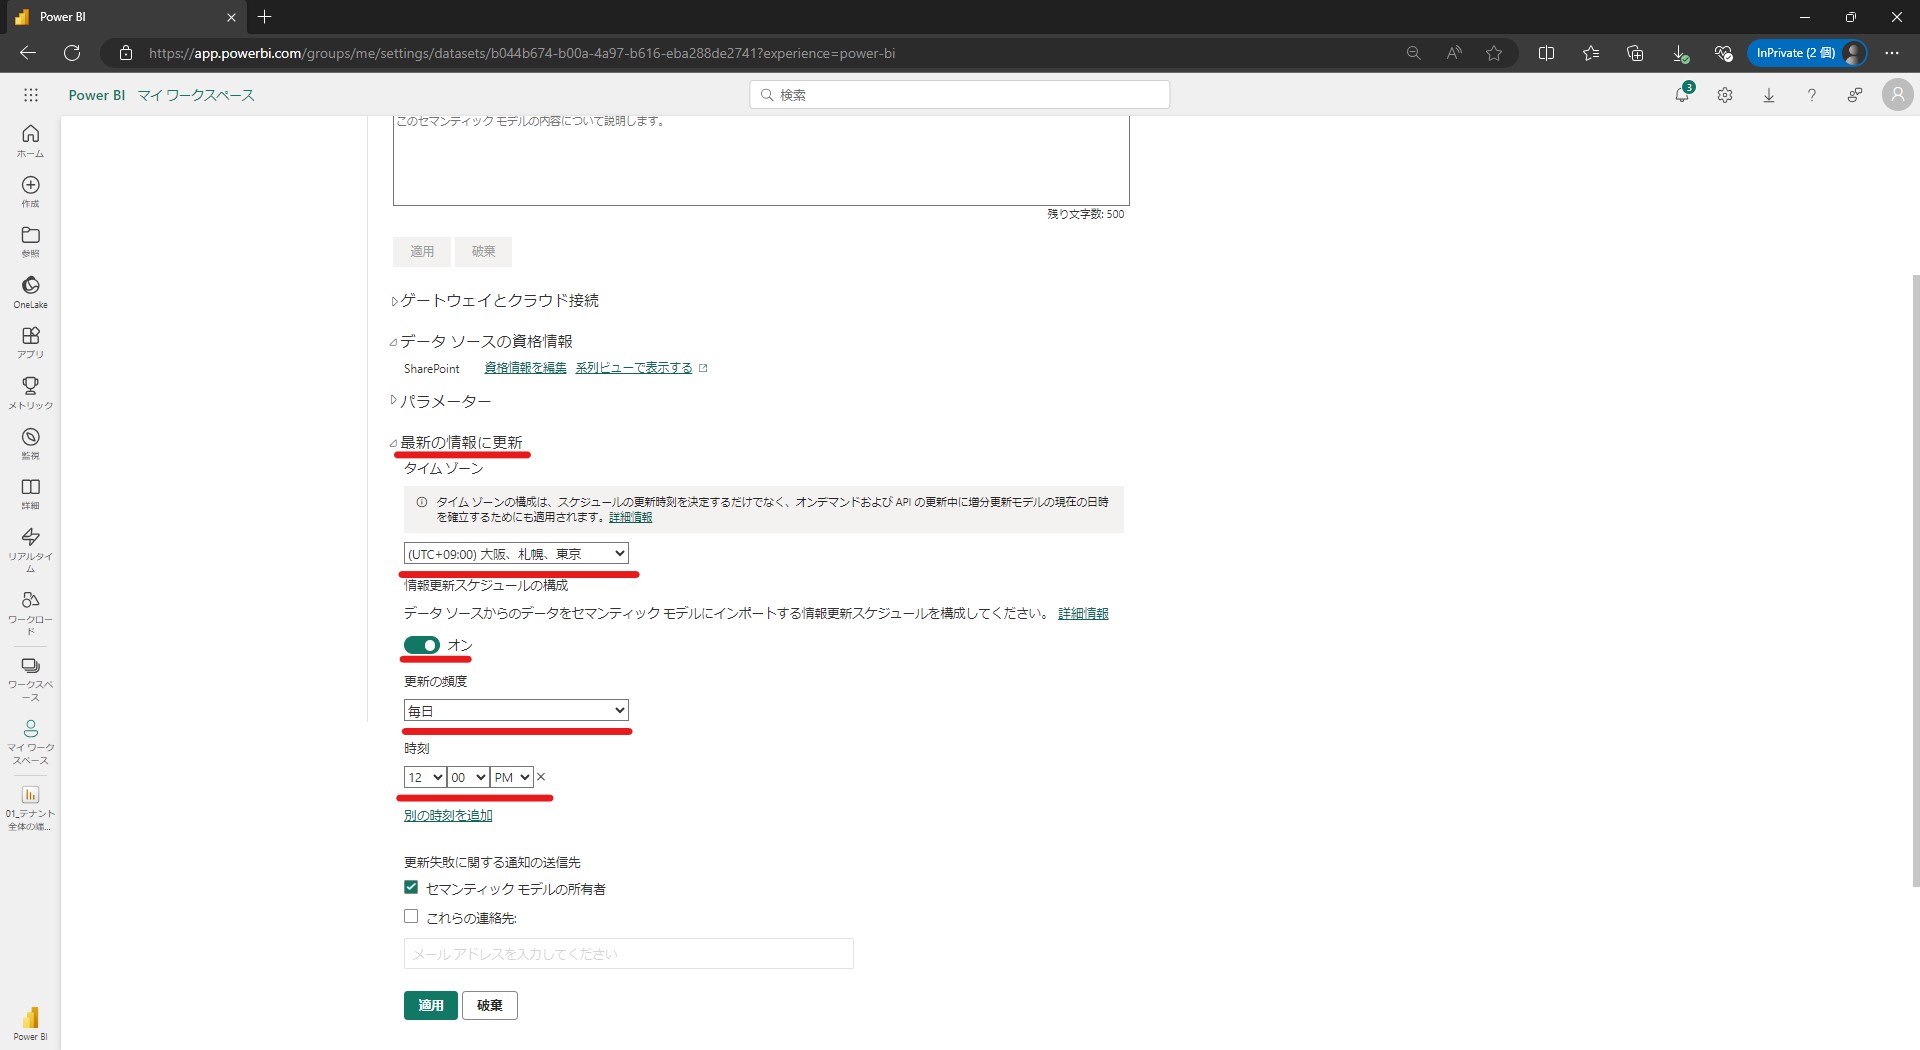 Power BI
https://app.powerbi.com/groups/me/settings/datasets/b044b674-b00a-4a97-b616-eba288de2741?experience=power-bi
InPrivate (2 個)
Power BI マイ ワークスペース
検索
3
ホーム
作成
参照
OneLake
アプリ
メトリック
監視
詳細
リアルタイ
ム
ワークロー
ド
ワークスペ
ース
マイ ワーク
スペース
01_テナント
全体の端...
Power BI
このセマンティック モデルの内容について説明します。
残り文字数: 500
適用 破棄
ゲートウェイとクラウド接続
データ ソースの資格情報
SharePoint 資格情報を編集 系列ビューで表示する
パラメーター
最新の情報に更新
タイム ゾーン
タイム ゾーンの構成は、スケジュールの更新時刻を決定するだけでなく、オンデマンドおよび API の更新中に増分更新モデルの現在の日時
を確立するためにも適用されます。詳細情報
(UTC+09:00) 大阪、札幌、東京
情報更新スケジュールの構成
データ ソースからのデータをセマンティック モデルにインポートする情報更新スケジュールを構成してください。 詳細情報
オン
更新の頻度
毎日
時刻
12 00 PM
別の時刻を追加
更新失敗に関する通知の送信先
セマンティック モデルの所有者
これらの連絡先:
メール アドレスを入力してください
適用 破棄